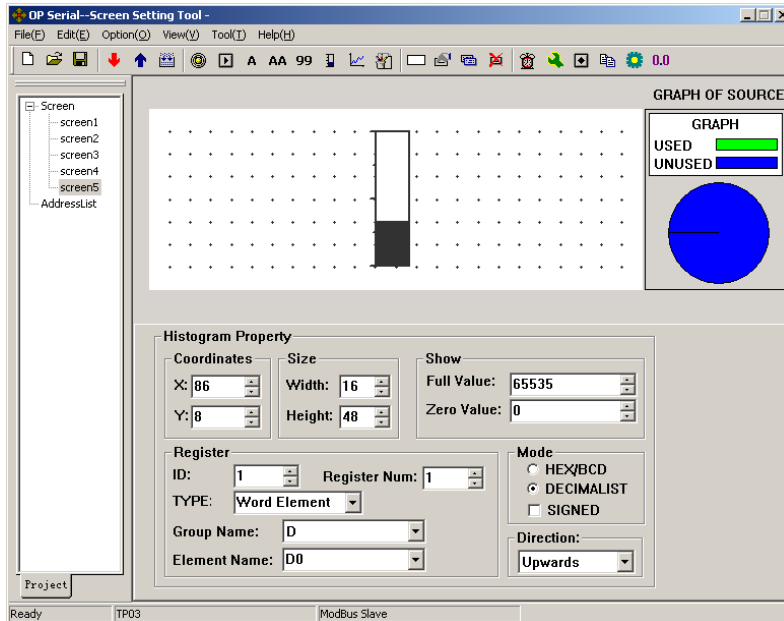 OP Serial--Screen Setting Tool -
File(F) Edit(E) Option(O) View(V) Tool(T) Help(H)
A AA 99 0.0
Screen
screen1
screen2
screen3
screen4
screen5
AddressList
Project
GRAPH OF SOURCE
GRAPH
USED
UNUSED
Histogram Property
Coordinates
X: 86
Y: 8
Size
Width: 16
Height: 48
Show
Full Value: 65535
Zero Value: 0
Register
ID: 1 Register Num: 1
TYPE: Word Element
Group Name: D
Element Name: D0
Mode
HEX/BCD
DECIMALIST
SIGNED
Direction:
Upwards
Ready TP03 ModBus Slave